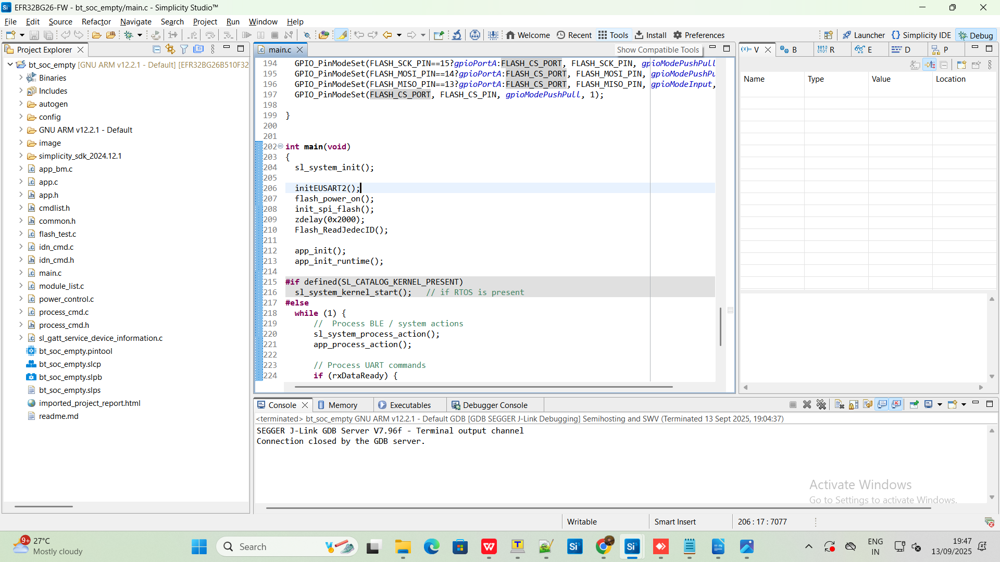 EFR32BG26-FW - bt_soc_empty/main.c - Simplicity Studio™
File Edit Source Refactor Navigate Search Project Run Window Help
Welcome Recent Tools Install Preferences Launcher Simplicity IDE Debug
Project Explorer
bt_soc_empty [GNU ARM v12.2.1 - Default] [EFR32BG26B510F32
Binaries
Includes
autogen
config
GNU ARM v12.2.1 - Default
image
simplicity_sdk_2024.12.1
app_bm.c
app.c
app.h
cmdlist.h
common.h
flash_test.c
idn_cmd.c
idn_cmd.h
main.c
module_list.c
power_control.c
process_cmd.c
process_cmd.h
sl_gatt_service_device_information.c
bt_soc_empty.pintool
bt_soc_empty.slcp
bt_soc_empty.slpb
bt_soc_empty.slps
imported_project_report.html
readme.md
main.c
Show Compatible Tools
194 GPIO_PinModeSet(FLASH_SCK_PIN==15?gpioPortA:FLASH_CS_PORT, FLASH_SCK_PIN, gpioModePushPull
195 GPIO_PinModeSet(FLASH_MOSI_PIN==14?gpioPortA:FLASH_CS_PORT, FLASH_MOSI_PIN, gpioModePushPu
196 GPIO_PinModeSet(FLASH_MISO_PIN==13?gpioPortA:FLASH_CS_PORT, FLASH_MISO_PIN, gpioModeInput,
197 GPIO_PinModeSet(FLASH_CS_PORT, FLASH_CS_PIN, gpioModePushPull, 1);
198
199 }
200
201
202 int main(void)
203 {
204 sl_system_init();
205
206 initEUSART2();
207 flash_power_on();
208 init_spi_flash();
209 zdelay(0x2000);
210 Flash_ReadJedecID();
211
212 app_init();
213 app_init_runtime();
214
215 #if defined(SL_CATALOG_KERNEL_PRESENT)
216 sl_system_kernel_start(); // if RTOS is present
217 #else
218 while (1) {
219 // Process BLE / system actions
220 sl_system_process_action();
221 app_process_action();
222
223 // Process UART commands
224 if (rxDataReady) {
(x)= V B R E D P
Name Type Value Location
Console Memory Executables Debugger Console
<terminated> bt_soc_empty GNU ARM v12.2.1 - Default GDB [GDB SEGGER J-Link Debugging] Semihosting and SWV (Terminated 13 Sept 2025, 19:04:37)
SEGGER J-Link GDB Server V7.96f - Terminal output channel
Connection closed by the GDB server.
Activate Windows
Go to Settings to activate Windows.
Writable Smart Insert 206 : 17 : 7077
9+ 27°C
Mostly cloudy
Search
ENG
IN
19:47
13/09/2025